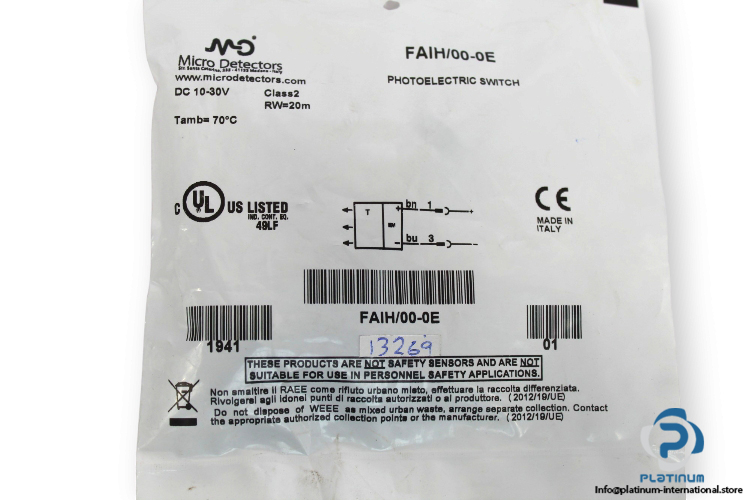 MD
Micro Detectors
www.microdetectors.com
DC 10-30V Class2
RW=20m
Tamb= 70°C
FAIH/00-0E
PHOTOELECTRIC SWITCH
C UL US LISTED
IND. CONT. EQ.
49LF
T
+ bn 1 +
- bu 3 -
CE
MADE IN
ITALY
FAIH/00-0E
1941
13269
01
THESE PRODUCTS ARE NOT SAFETY SENSORS AND ARE NOT
SUITABLE FOR USE IN PERSONNEL SAFETY APPLICATIONS.
Non smaltire il RAEE come rifiuto urbano misto, effettuare la raccolta differenziata.
Rivolgersi agli idonei punti di raccolta autorizzati o al produttore. (2012/19/UE)
Do not dispose of WEEE as mixed urban waste, arrange separate collection. Contact
the appropriate authorized collection points or the manufacturer. (2012/19/UE)
PLATINUM
Info@platinum-international.store